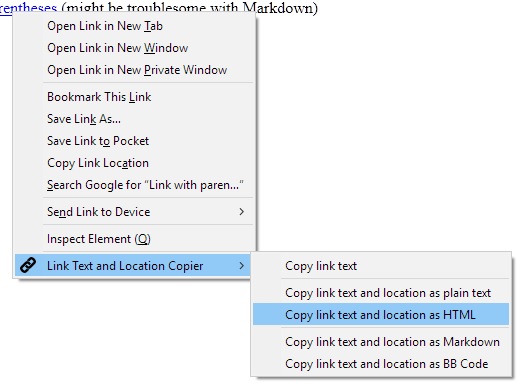 rentheses (might be troublesome with Markdown)
Open Link in New Tab
Open Link in New Window
Open Link in New Private Window
Bookmark This Link
Save Link As...
Save Link to Pocket
Copy Link Location
Search Google for “Link with paren...”
Send Link to Device
Inspect Element (Q)
Link Text and Location Copier
Copy link text
Copy link text and location as plain text
Copy link text and location as HTML
Copy link text and location as Markdown
Copy link text and location as BB Code